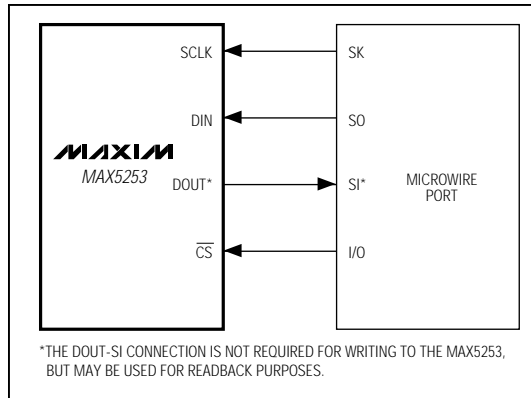 SCLK SK
DIN SO
MAXIM
MAX5253
DOUT* SI* MICROWIRE
PORT
CS I/O
*THE DOUT-SI CONNECTION IS NOT REQUIRED FOR WRITING TO THE MAX5253,
BUT MAY BE USED FOR READBACK PURPOSES.